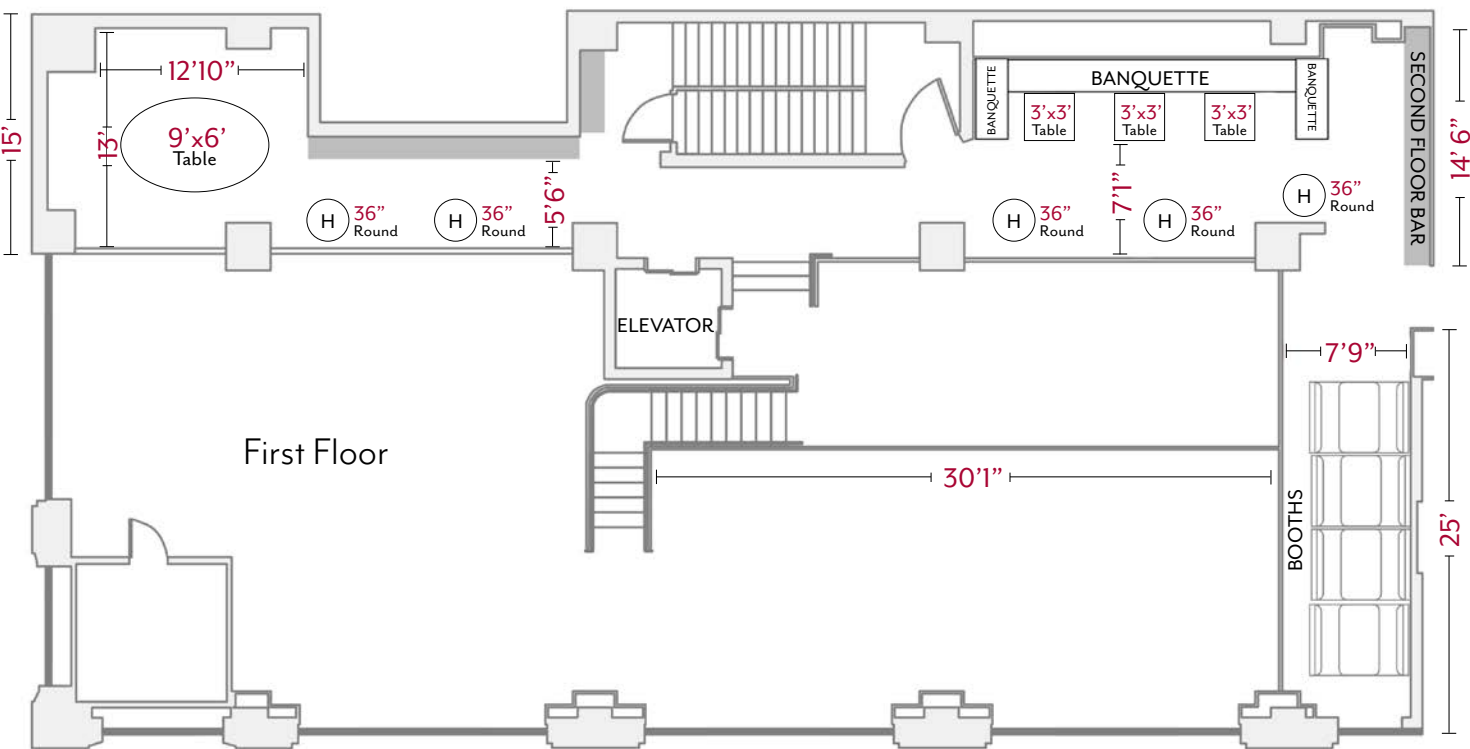 15'
12'10”
13'
9'x6'
Table
H
36”
Round
H
36”
Round
5'6”
BANQUETTE
BANQUETTE
BANQUETTE
3'x3'
Table
3'x3'
Table
3'x3'
Table
7'1”
H
36”
Round
H
36”
Round
H
36”
Round
SECOND FLOOR BAR
14' 6”
ELEVATOR
7'9”
First Floor
30'1”
BOOTHS
25'